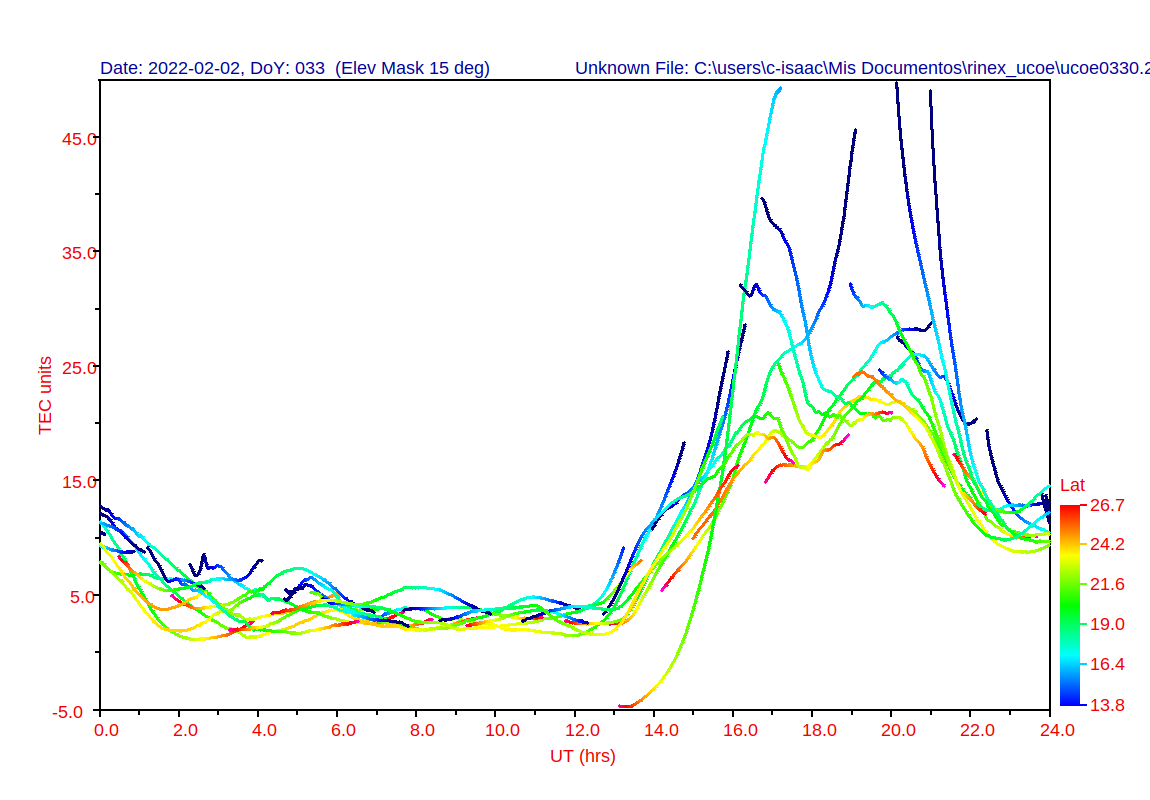 Date: 2022-02-02, DoY: 033 (Elev Mask 15 deg) Unknown File: C:\users\c-isaac\Mis Documentos\rinex_ucoe\ucoe0330.2
45.0
35.0
25.0
15.0
5.0
-5.0
TEC units
0.0 2.0 4.0 6.0 8.0 10.0 12.0 14.0 16.0 18.0 20.0 22.0 24.0
UT (hrs)
Lat
26.7
24.2
21.6
19.0
16.4
13.8